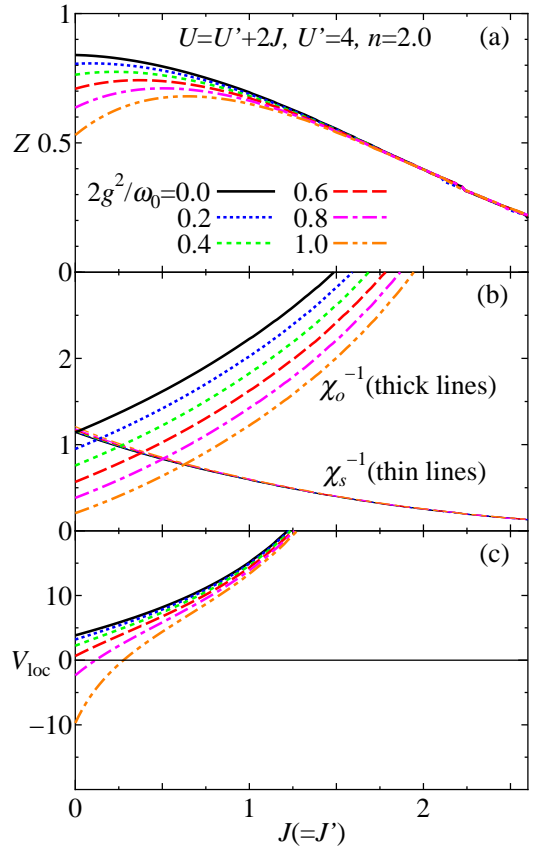 1
U=U'+2J, U'=4, n=2.0
(a)
Z 0.5
2g²/ω₀=0.0
0.6
0.2
0.8
0.4
1.0
0
(b)
2
χₒ⁻¹(thick lines)
1
χₛ⁻¹(thin lines)
0
(c)
10
V_loc 0
−10
0
1
2
J(=J')